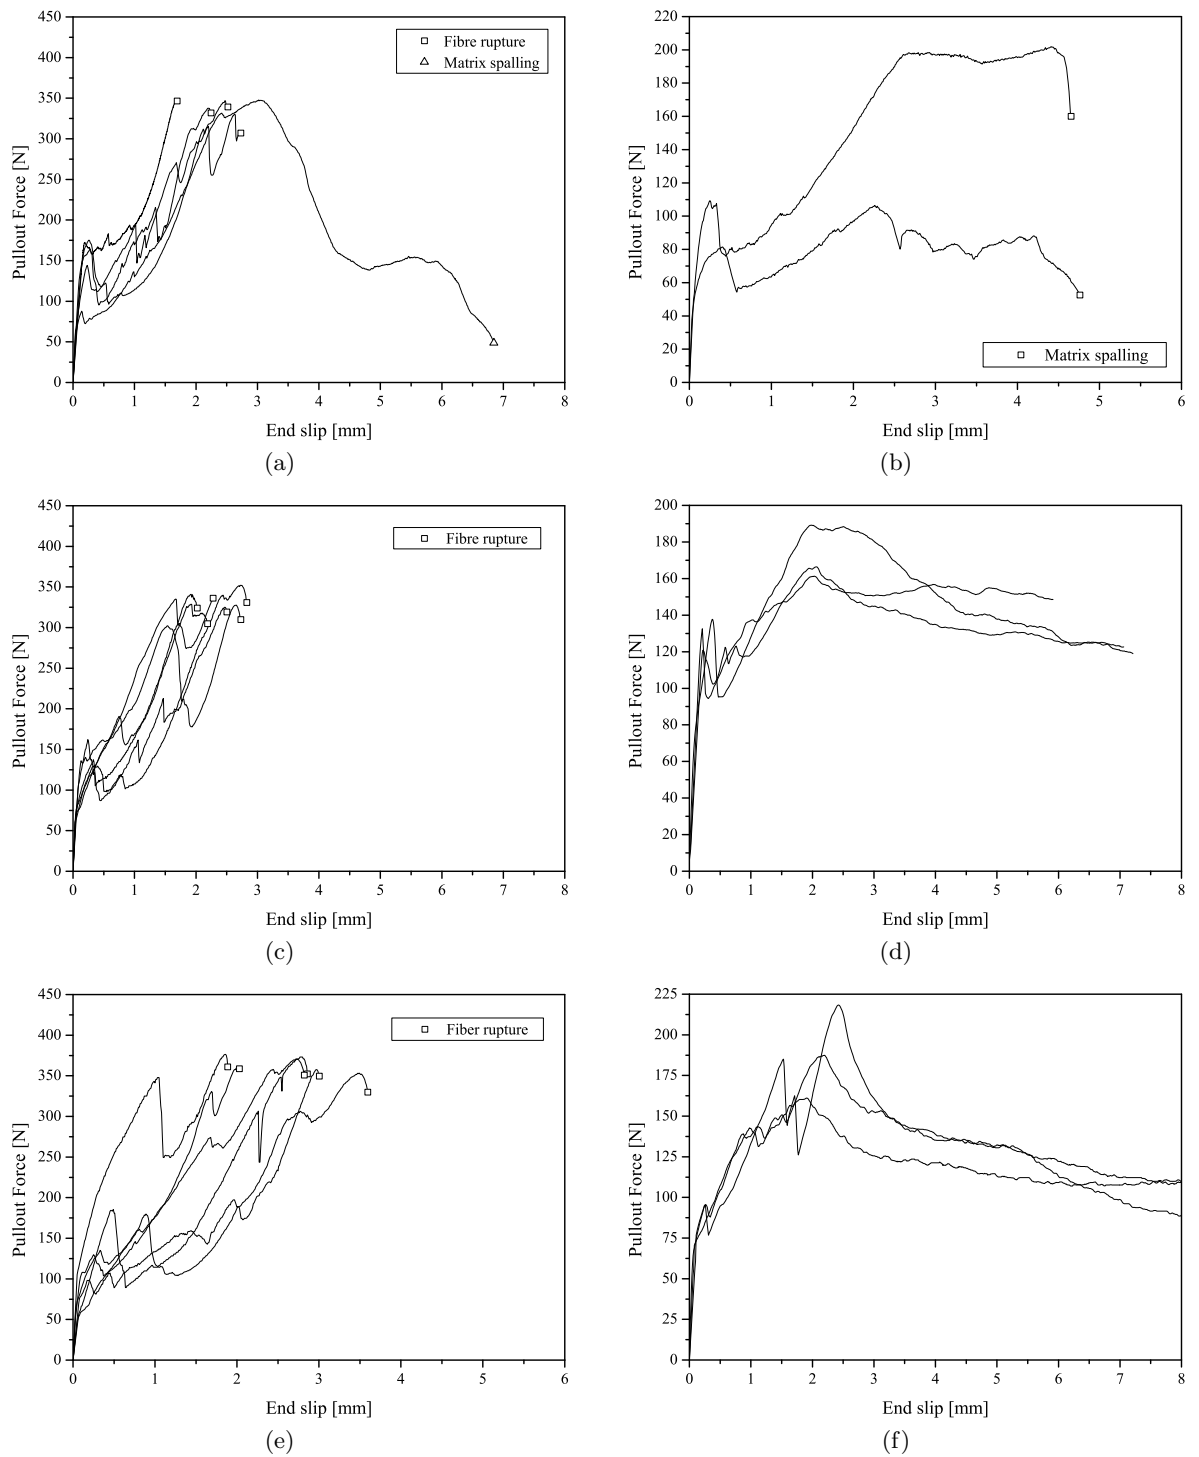 450
400
350
300
250
200
150
100
50
0
Pullout Force [N]
Fibre rupture
Matrix spalling
0 1 2 3 4 5 6 7 8
End slip [mm]
(a)
220
200
180
160
140
120
100
80
60
40
20
0
Pullout Force [N]
Matrix spalling
0 1 2 3 4 5 6
End slip [mm]
(b)
450
400
350
300
250
200
150
100
50
0
Pullout Force [N]
Fibre rupture
0 1 2 3 4 5 6 7 8
End slip [mm]
(c)
200
180
160
140
120
100
80
60
40
20
0
Pullout Force [N]
0 1 2 3 4 5 6 7 8
End slip [mm]
(d)
450
400
350
300
250
200
150
100
50
0
Pullout Force [N]
Fiber rupture
0 1 2 3 4 5 6
End slip [mm]
(e)
225
200
175
150
125
100
75
50
25
0
Pullout Force [N]
0 1 2 3 4 5 6 7 8
End slip [mm]
(f)